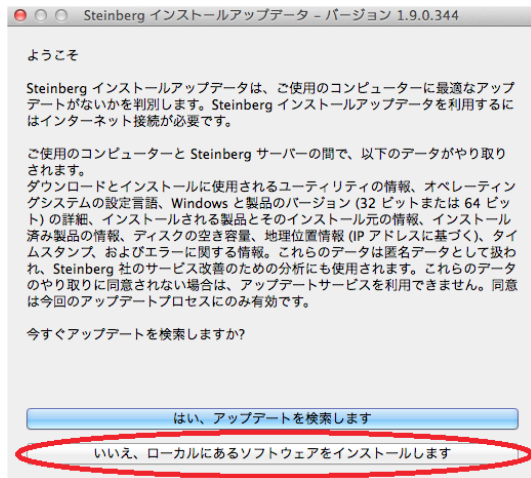 Steinberg インストールアップデータ – バージョン 1.9.0.344
ようこそ
Steinberg インストールアップデータは、ご使用のコンピューターに最適なアップ
デートがないかを判別します。Steinberg インストールアップデータを利用するに
はインターネット接続が必要です。
ご使用のコンピューターと Steinberg サーバーの間で、以下のデータがやり取り
されます。
ダウンロードとインストールに使用されるユーティリティの情報、オペレーティン
グシステムの設定言語、Windows と製品のバージョン (32 ビットまたは 64 ビッ
ト) の詳細、インストールされる製品とそのインストール元の情報、インストール
済み製品の情報、ディスクの空き容量、地理位置情報 (IP アドレスに基づく)、タイ
ムスタンプ、およびエラーに関する情報。これらのデータは匿名データとして扱わ
れ、Steinberg 社のサービス改善のための分析にも使用されます。これらのデータ
のやり取りに同意されない場合は、アップデートサービスを利用できません。同意
は今回のアップデートプロセスにのみ有効です。
今すぐアップデートを検索しますか?
はい、アップデートを検索します
いいえ、ローカルにあるソフトウェアをインストールします